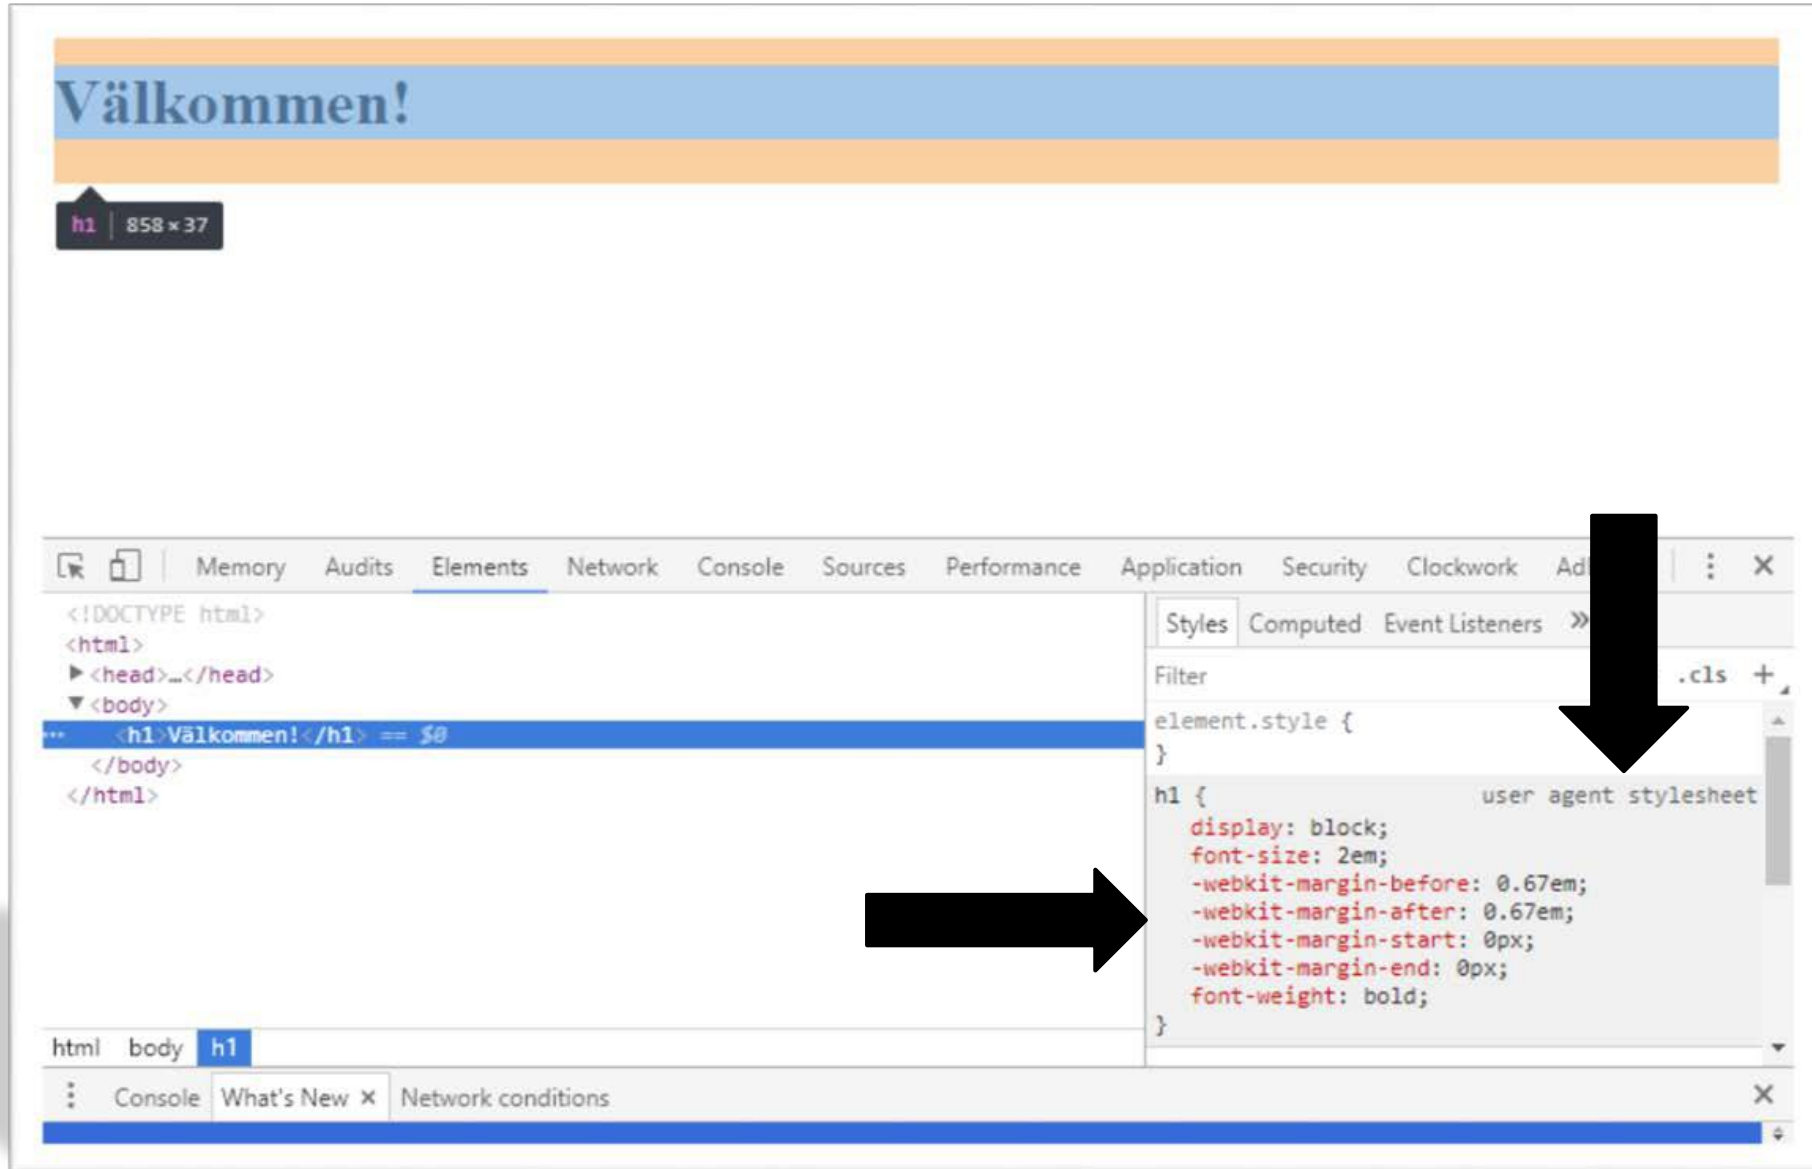 Välkommen!
h1 858 × 37
Memory Audits Elements Network Console Sources Performance Application Security Clockwork Ad
<!DOCTYPE html>
<html>
<head>…</head>
<body>
<h1>Välkommen!</h1> == $0
</body>
</html>
html body h1
Styles Computed Event Listeners »
Filter .cls +
element.style {
}
h1 { user agent stylesheet
display: block;
font-size: 2em;
-webkit-margin-before: 0.67em;
-webkit-margin-after: 0.67em;
-webkit-margin-start: 0px;
-webkit-margin-end: 0px;
font-weight: bold;
}
Console What's New × Network conditions